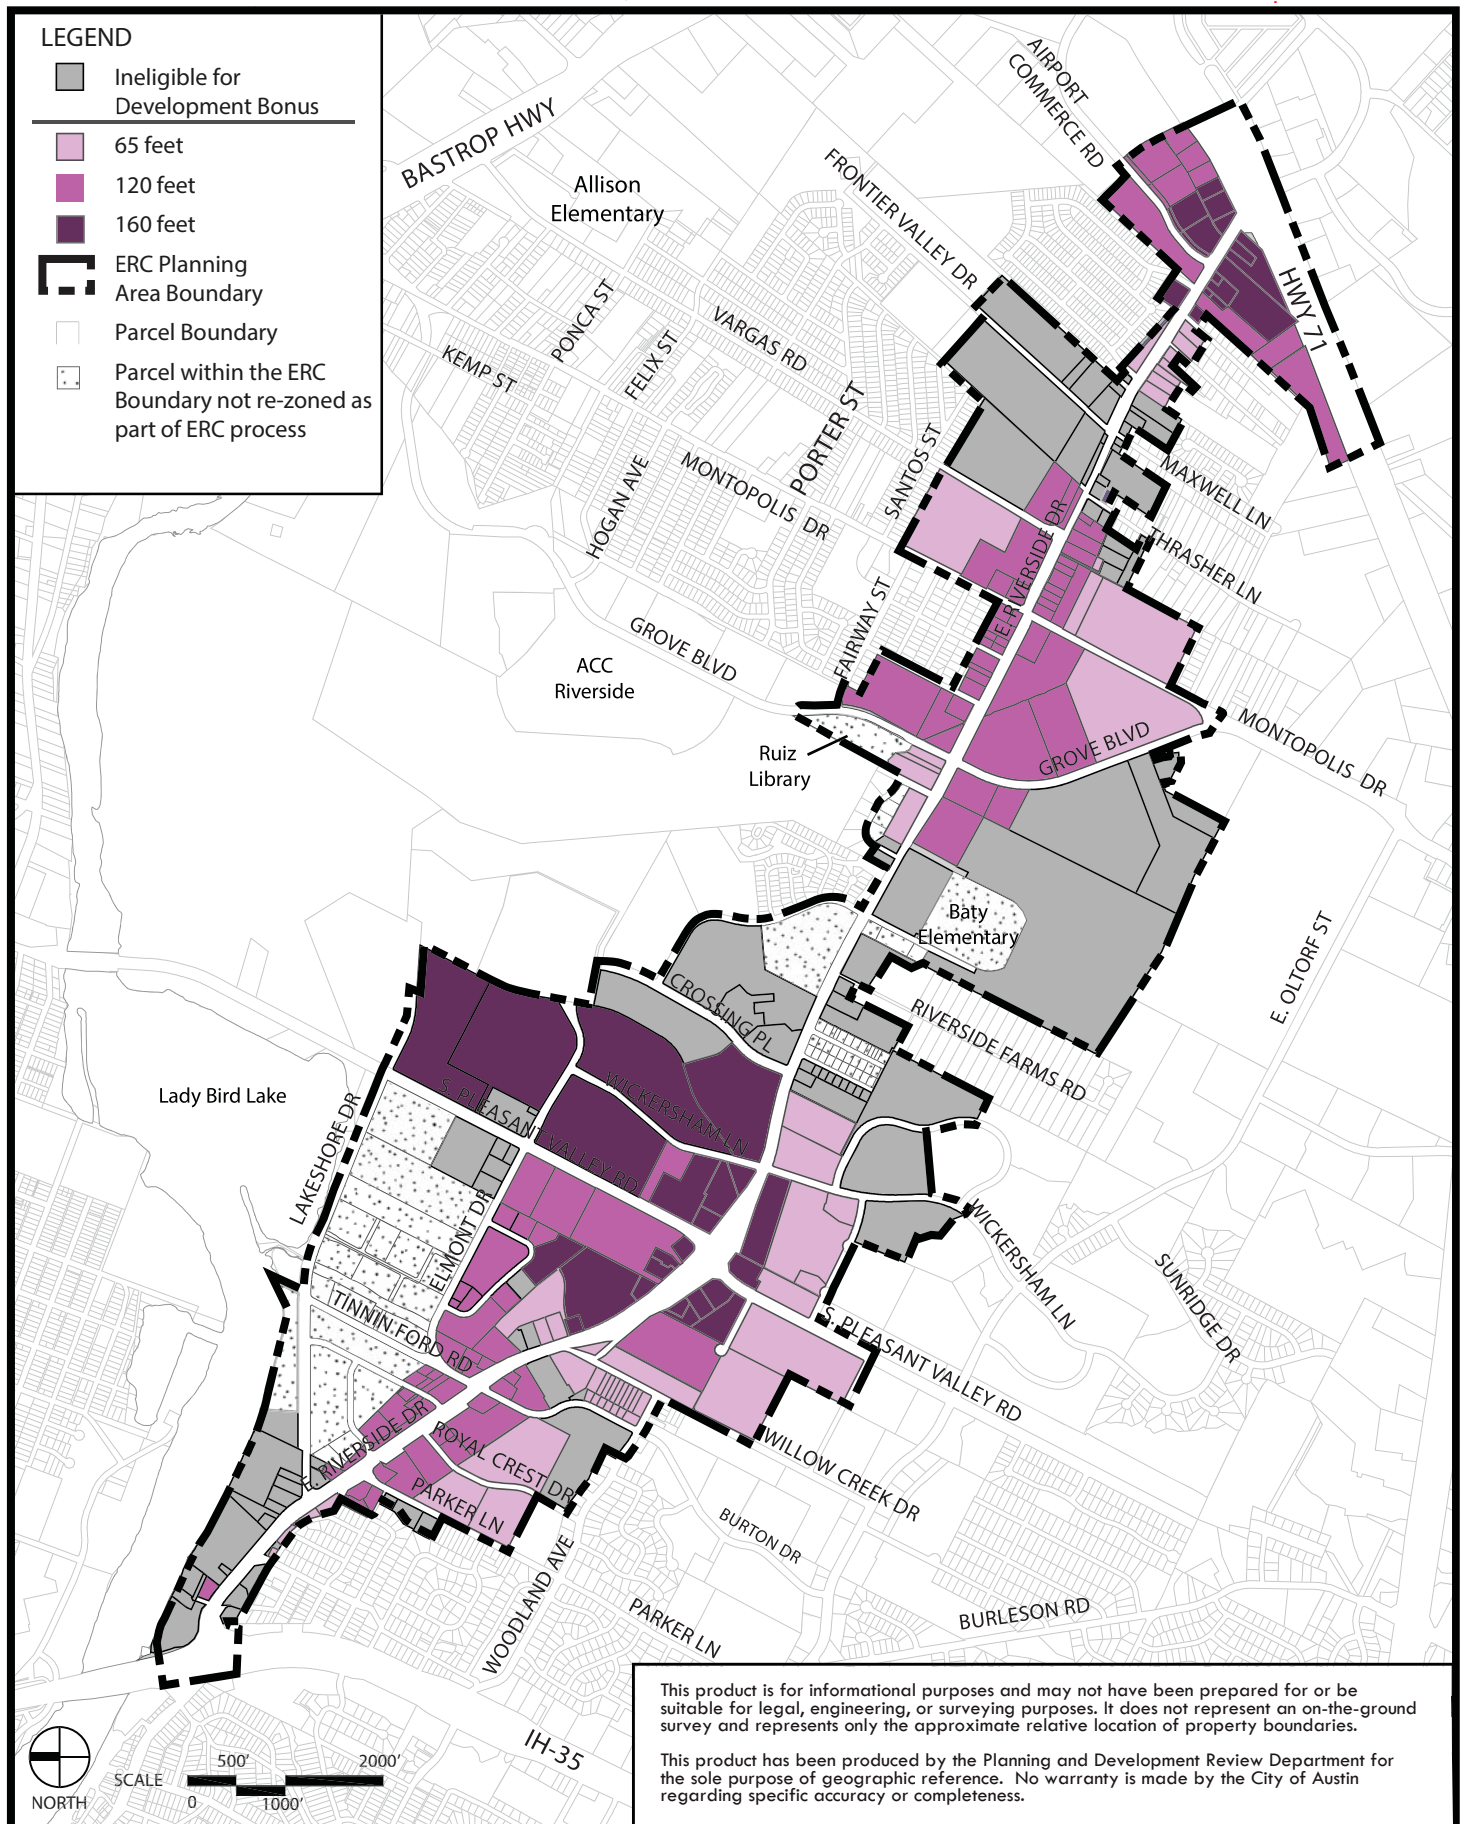 LEGEND
Ineligible for
Development Bonus
65 feet
120 feet
160 feet
ERC Planning
Area Boundary
Parcel Boundary
Parcel within the ERC
Boundary not re-zoned as
part of ERC process
BASTROP HWY
AIRPORT
COMMERCE RD
Allison
Elementary
FRONTIER VALLEY DR
HWY 71
PONCA ST
VARGAS RD
KEMP ST
FELIX ST
PORTER ST
SANTOS ST
HOGAN AVE
MONTOPOLIS DR
MAXWELL LN
THRASHER LN
E. RIVERSIDE DR
FAIRWAY ST
GROVE BLVD
ACC
Riverside
Ruiz
Library
GROVE BLVD
MONTOPOLIS DR
Baty
Elementary
E. OLTORF ST
CROSSING PL
RIVERSIDE FARMS RD
Lady Bird Lake
LAKESHORE DR
S. PLEASANT VALLEY RD
WICKERSHAM LN
ELMONT DR
WICKERSHAM LN
SUNRIDGE DR
TINNIN FORD RD
S. PLEASANT VALLEY RD
E. RIVERSIDE DR
ROYAL CREST DR
PARKER LN
WILLOW CREEK DR
BURTON DR
WOODLAND AVE
PARKER LN
BURLESON RD
IH-35
NORTH
SCALE
500'
2000'
0
1000'
This product is for informational purposes and may not have been prepared for or be
suitable for legal, engineering, or surveying purposes. It does not represent an on-the-ground
survey and represents only the approximate relative location of property boundaries.
This product has been produced by the Planning and Development Review Department for
the sole purpose of geographic reference. No warranty is made by the City of Austin
regarding specific accuracy or completeness.